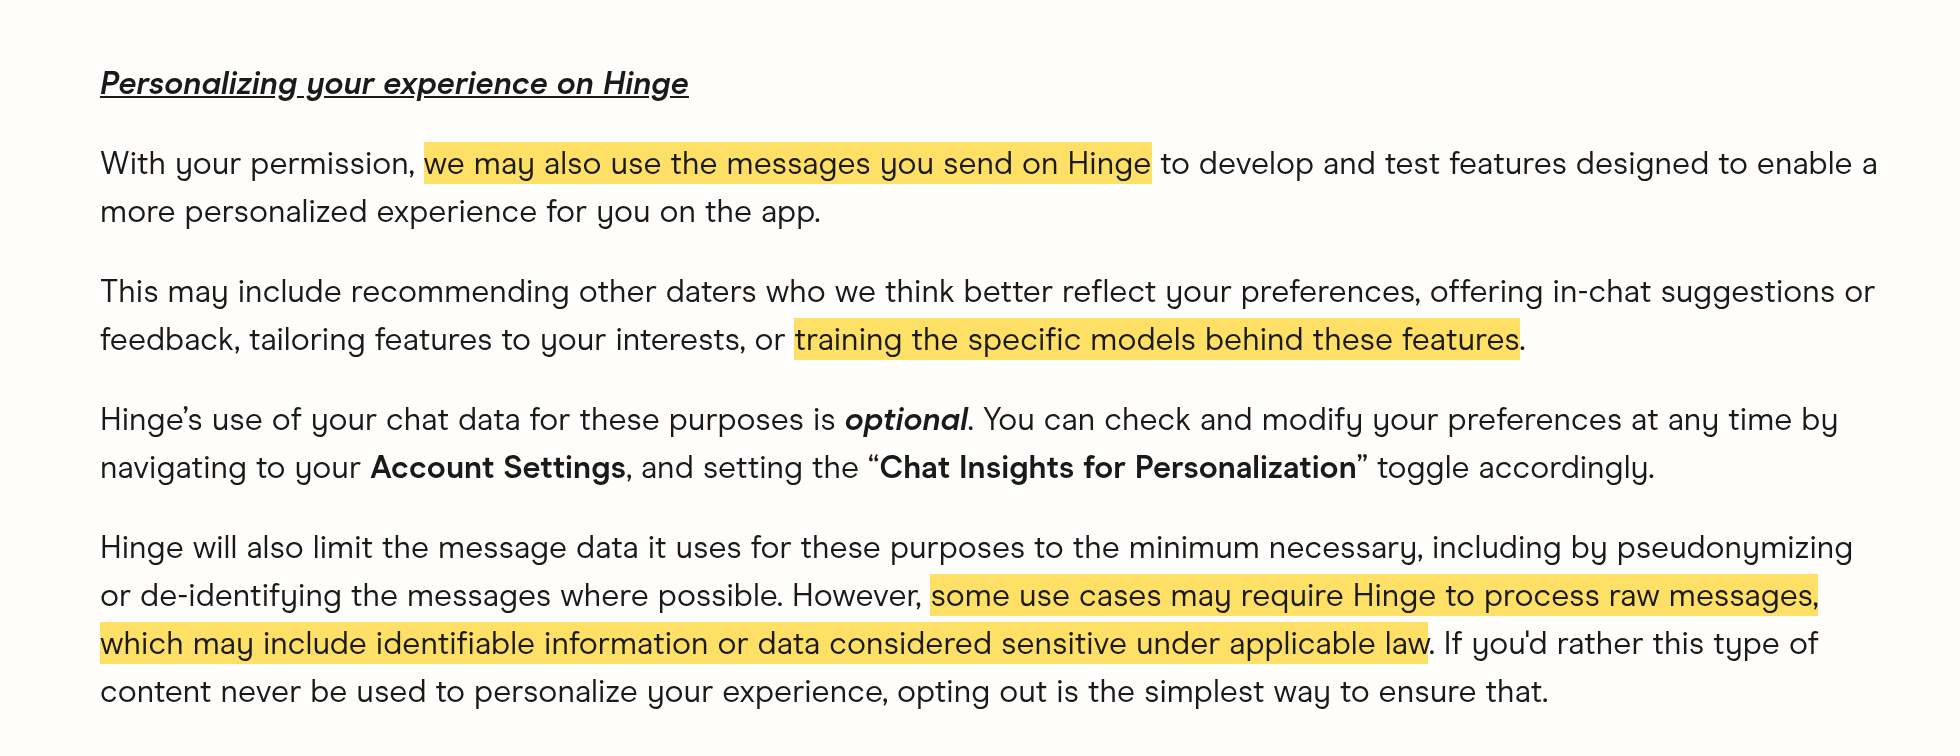 Personalizing your experience on Hinge
With your permission, we may also use the messages you send on Hinge to develop and test features designed to enable a
more personalized experience for you on the app.
This may include recommending other daters who we think better reflect your preferences, offering in-chat suggestions or
feedback, tailoring features to your interests, or training the specific models behind these features.
Hinge’s use of your chat data for these purposes is optional. You can check and modify your preferences at any time by
navigating to your Account Settings, and setting the “Chat Insights for Personalization” toggle accordingly.
Hinge will also limit the message data it uses for these purposes to the minimum necessary, including by pseudonymizing
or de-identifying the messages where possible. However, some use cases may require Hinge to process raw messages,
which may include identifiable information or data considered sensitive under applicable law. If you'd rather this type of
content never be used to personalize your experience, opting out is the simplest way to ensure that.